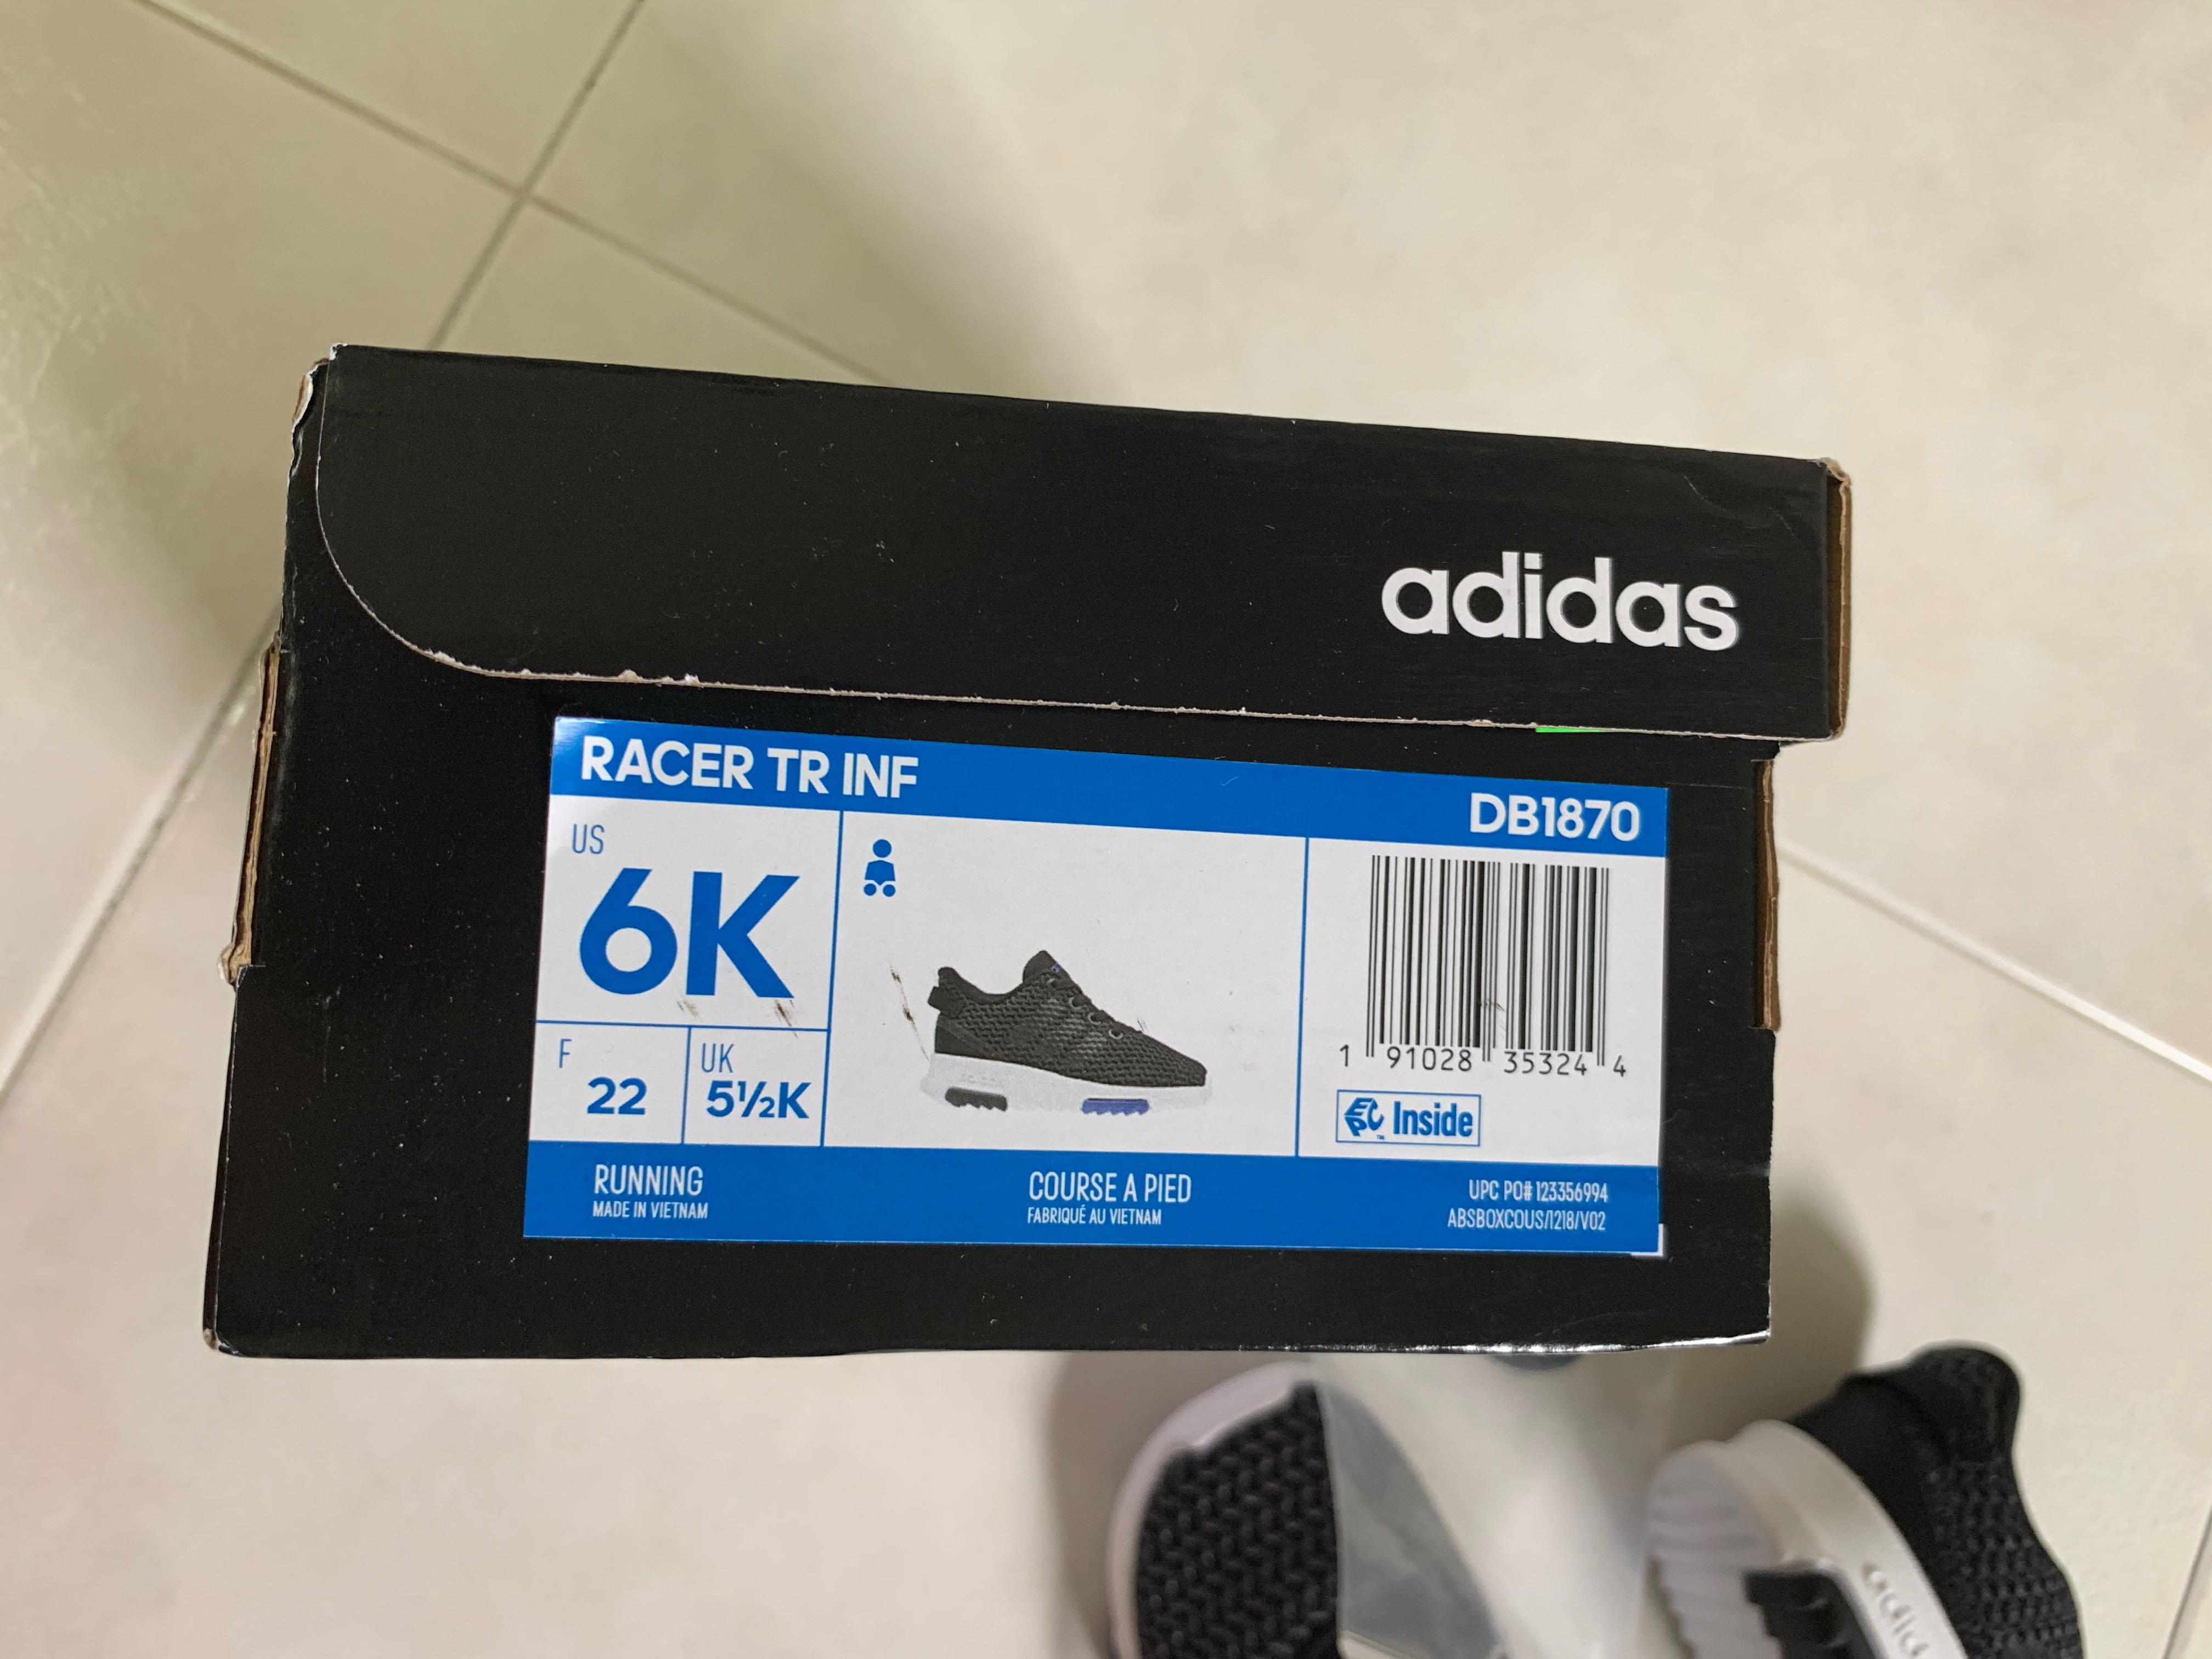 adidas
RACER TR INF
DB1870
US
6K
F
22
UK
5½K
1 91028 35324 4
EPC Inside
RUNNING
MADE IN VIETNAM
COURSE A PIED
FABRIQUÉ AU VIETNAM
UPC PO# 123356994
ABSBOXCOUS/1218/V02